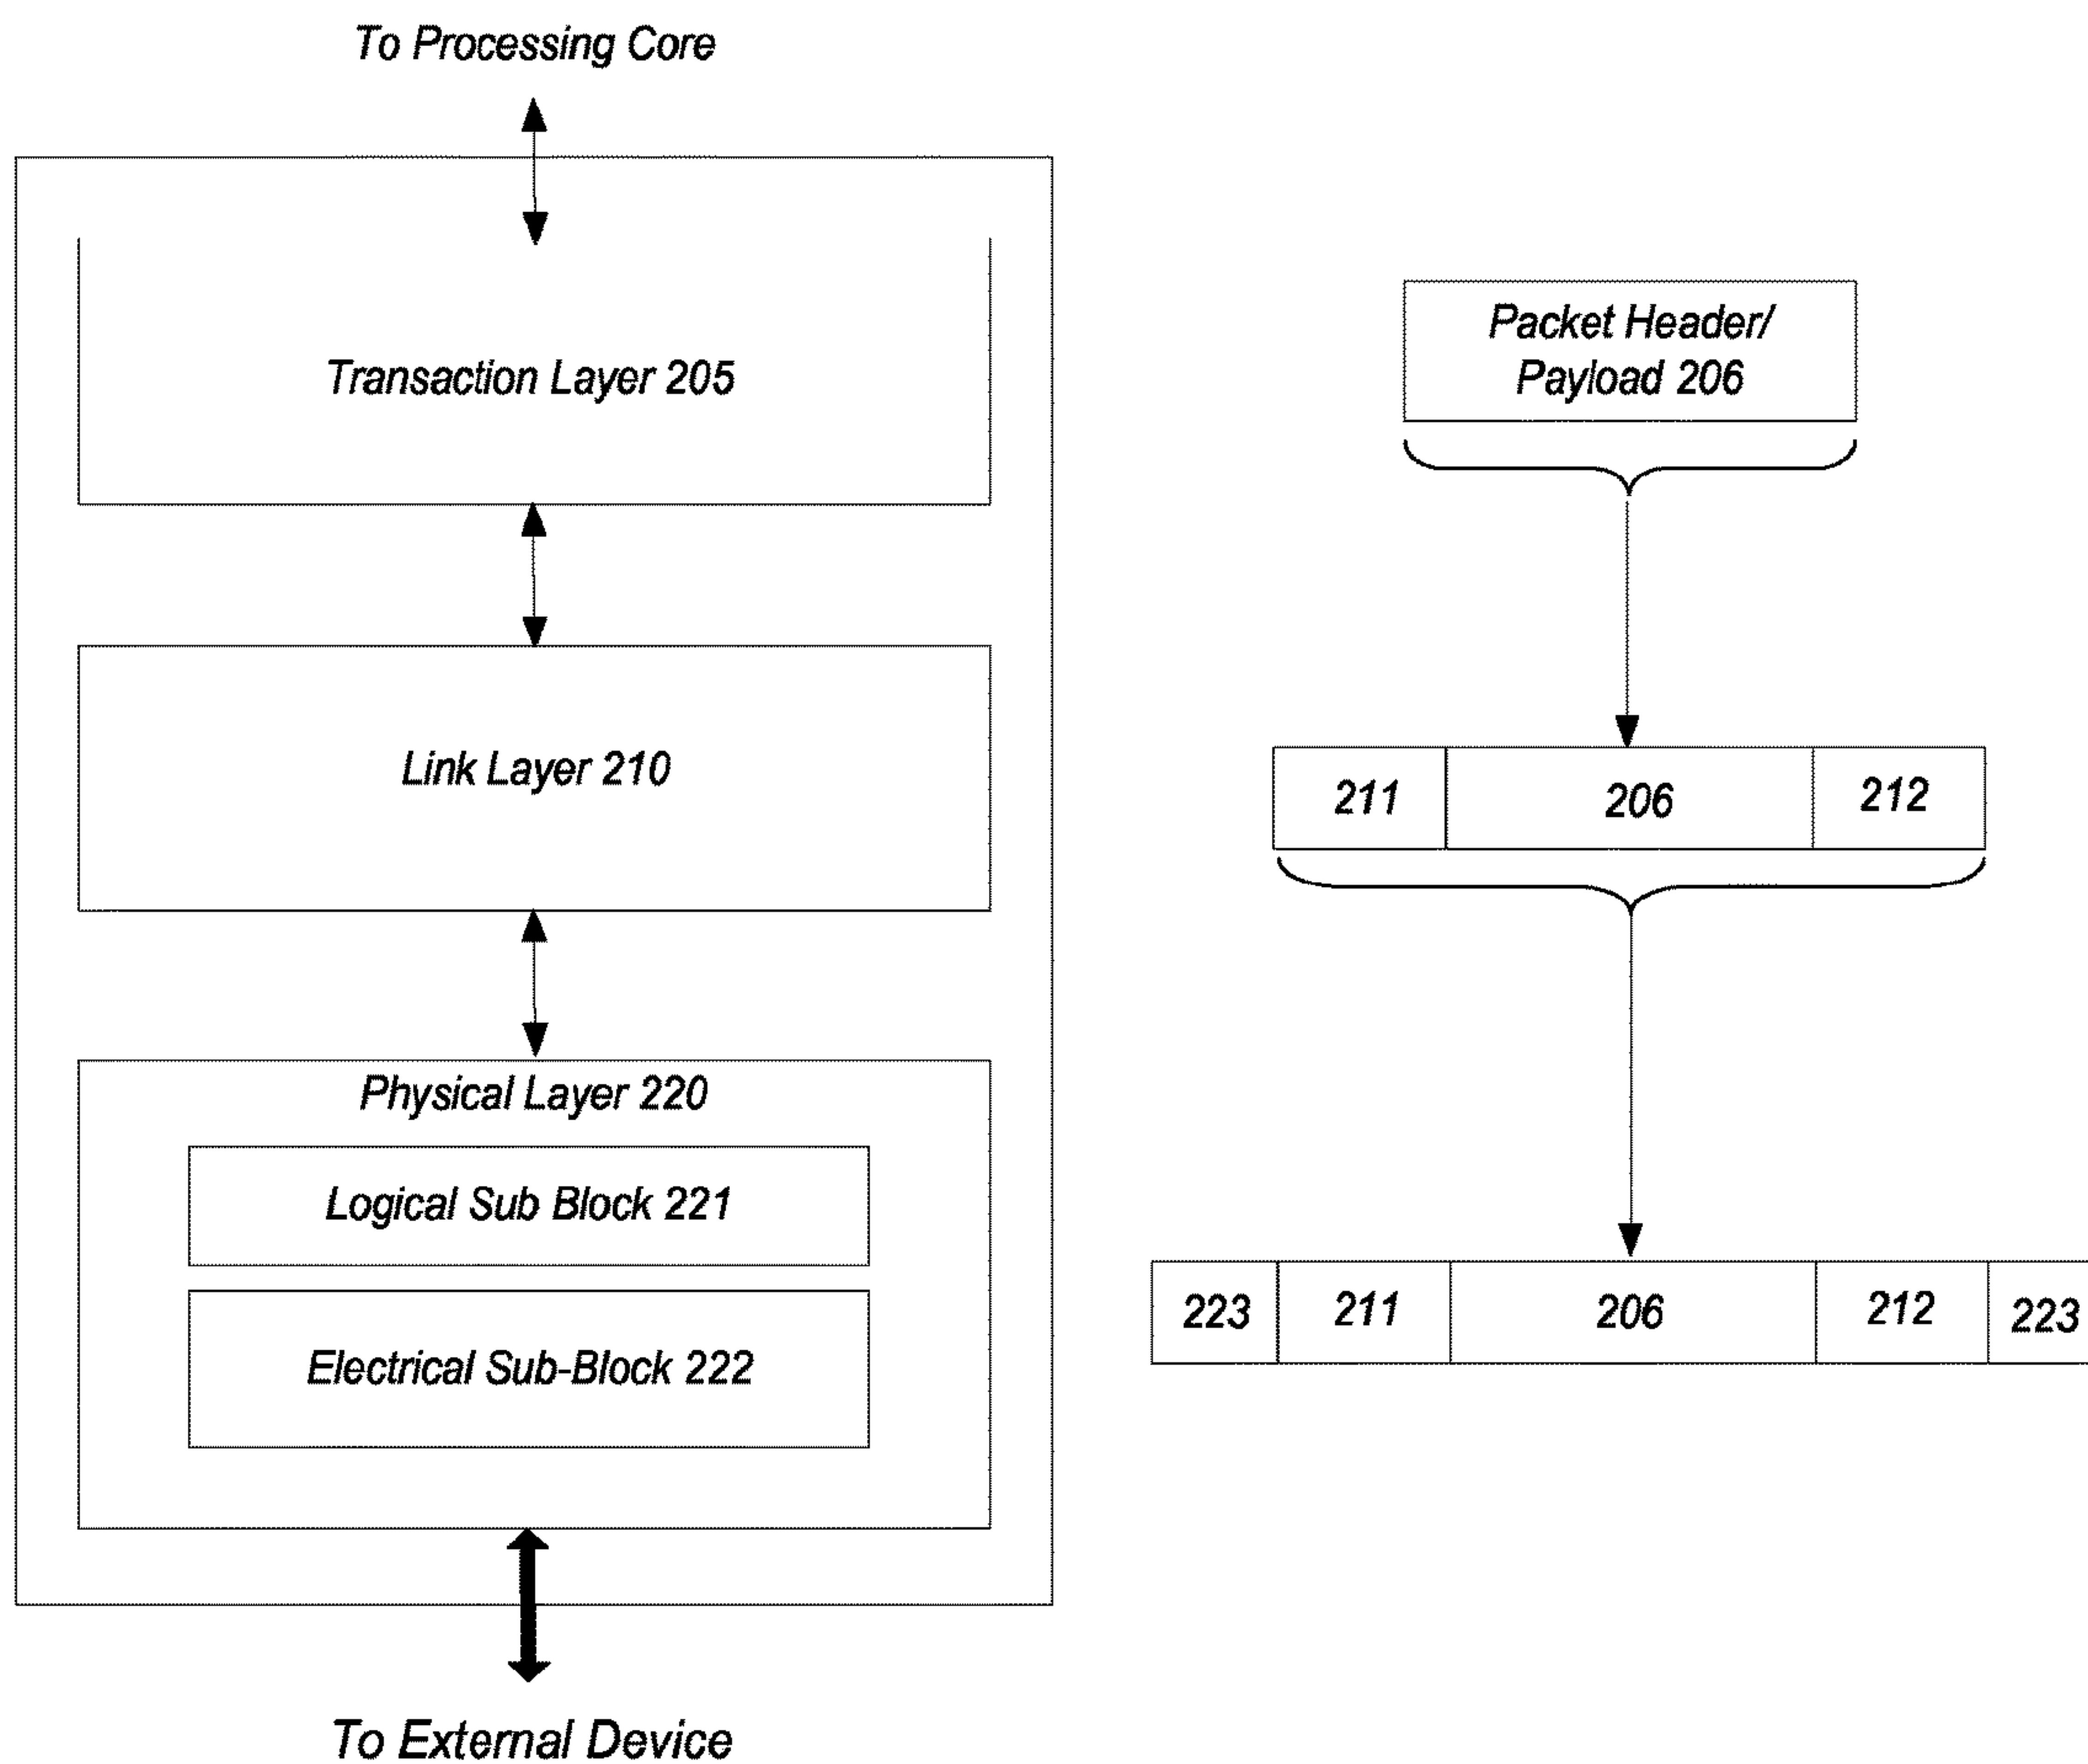 To Processing Core
Transaction Layer 205
Packet Header/
Payload 206
Link Layer 210
211 206 212
Physical Layer 220
Logical Sub Block 221
Electrical Sub-Block 222
223 211 206 212 223
To External Device